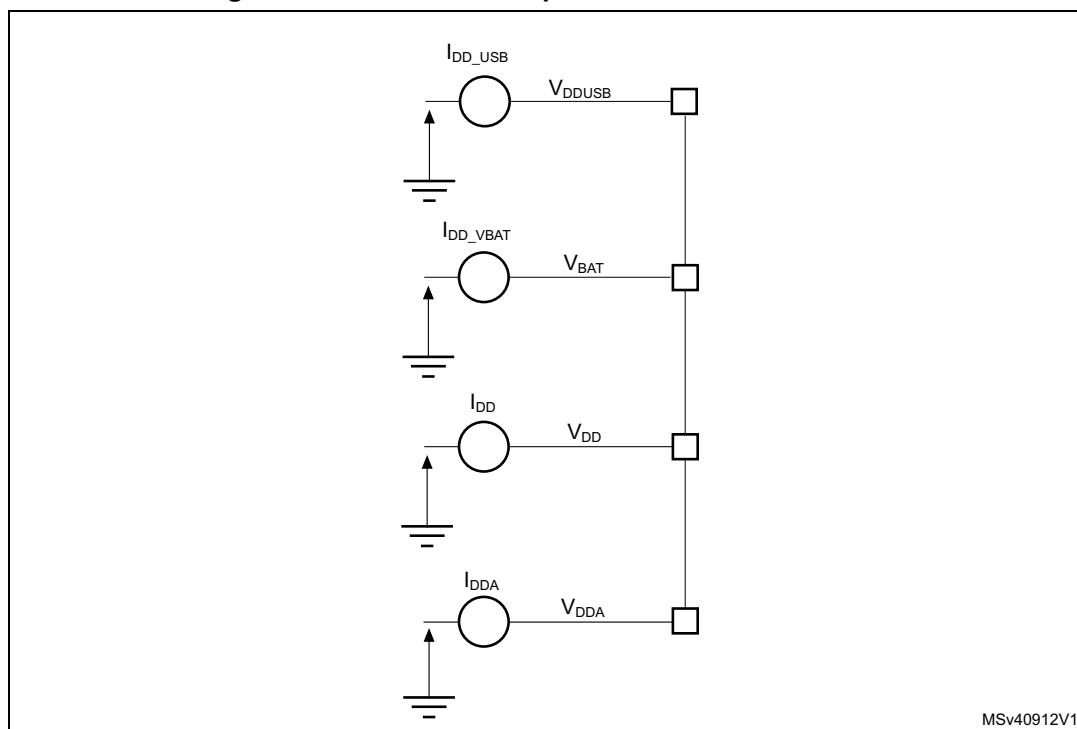 I_DD_USB
V_DDUSB
I_DD_VBAT
V_BAT
I_DD
V_DD
I_DDA
V_DDA
MSv40912V1